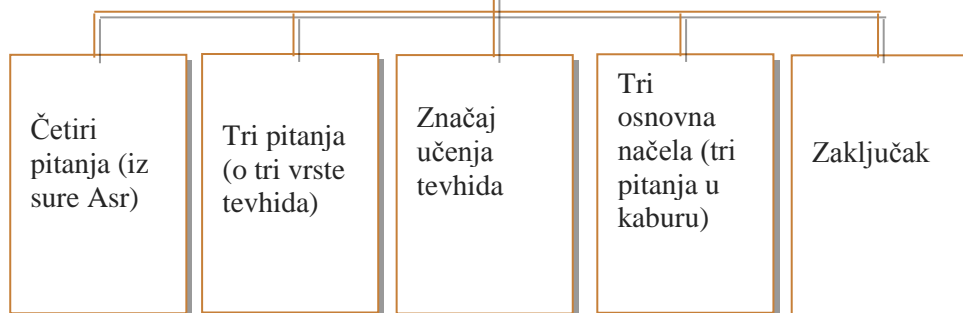 Četiri
pitanja (iz
sure Asr)
Tri pitanja
(o tri vrste
tevhida)
Značaj
učenja
tevhida
Tri
osnovna
načela (tri
pitanja u
kaburu)
Zaključak